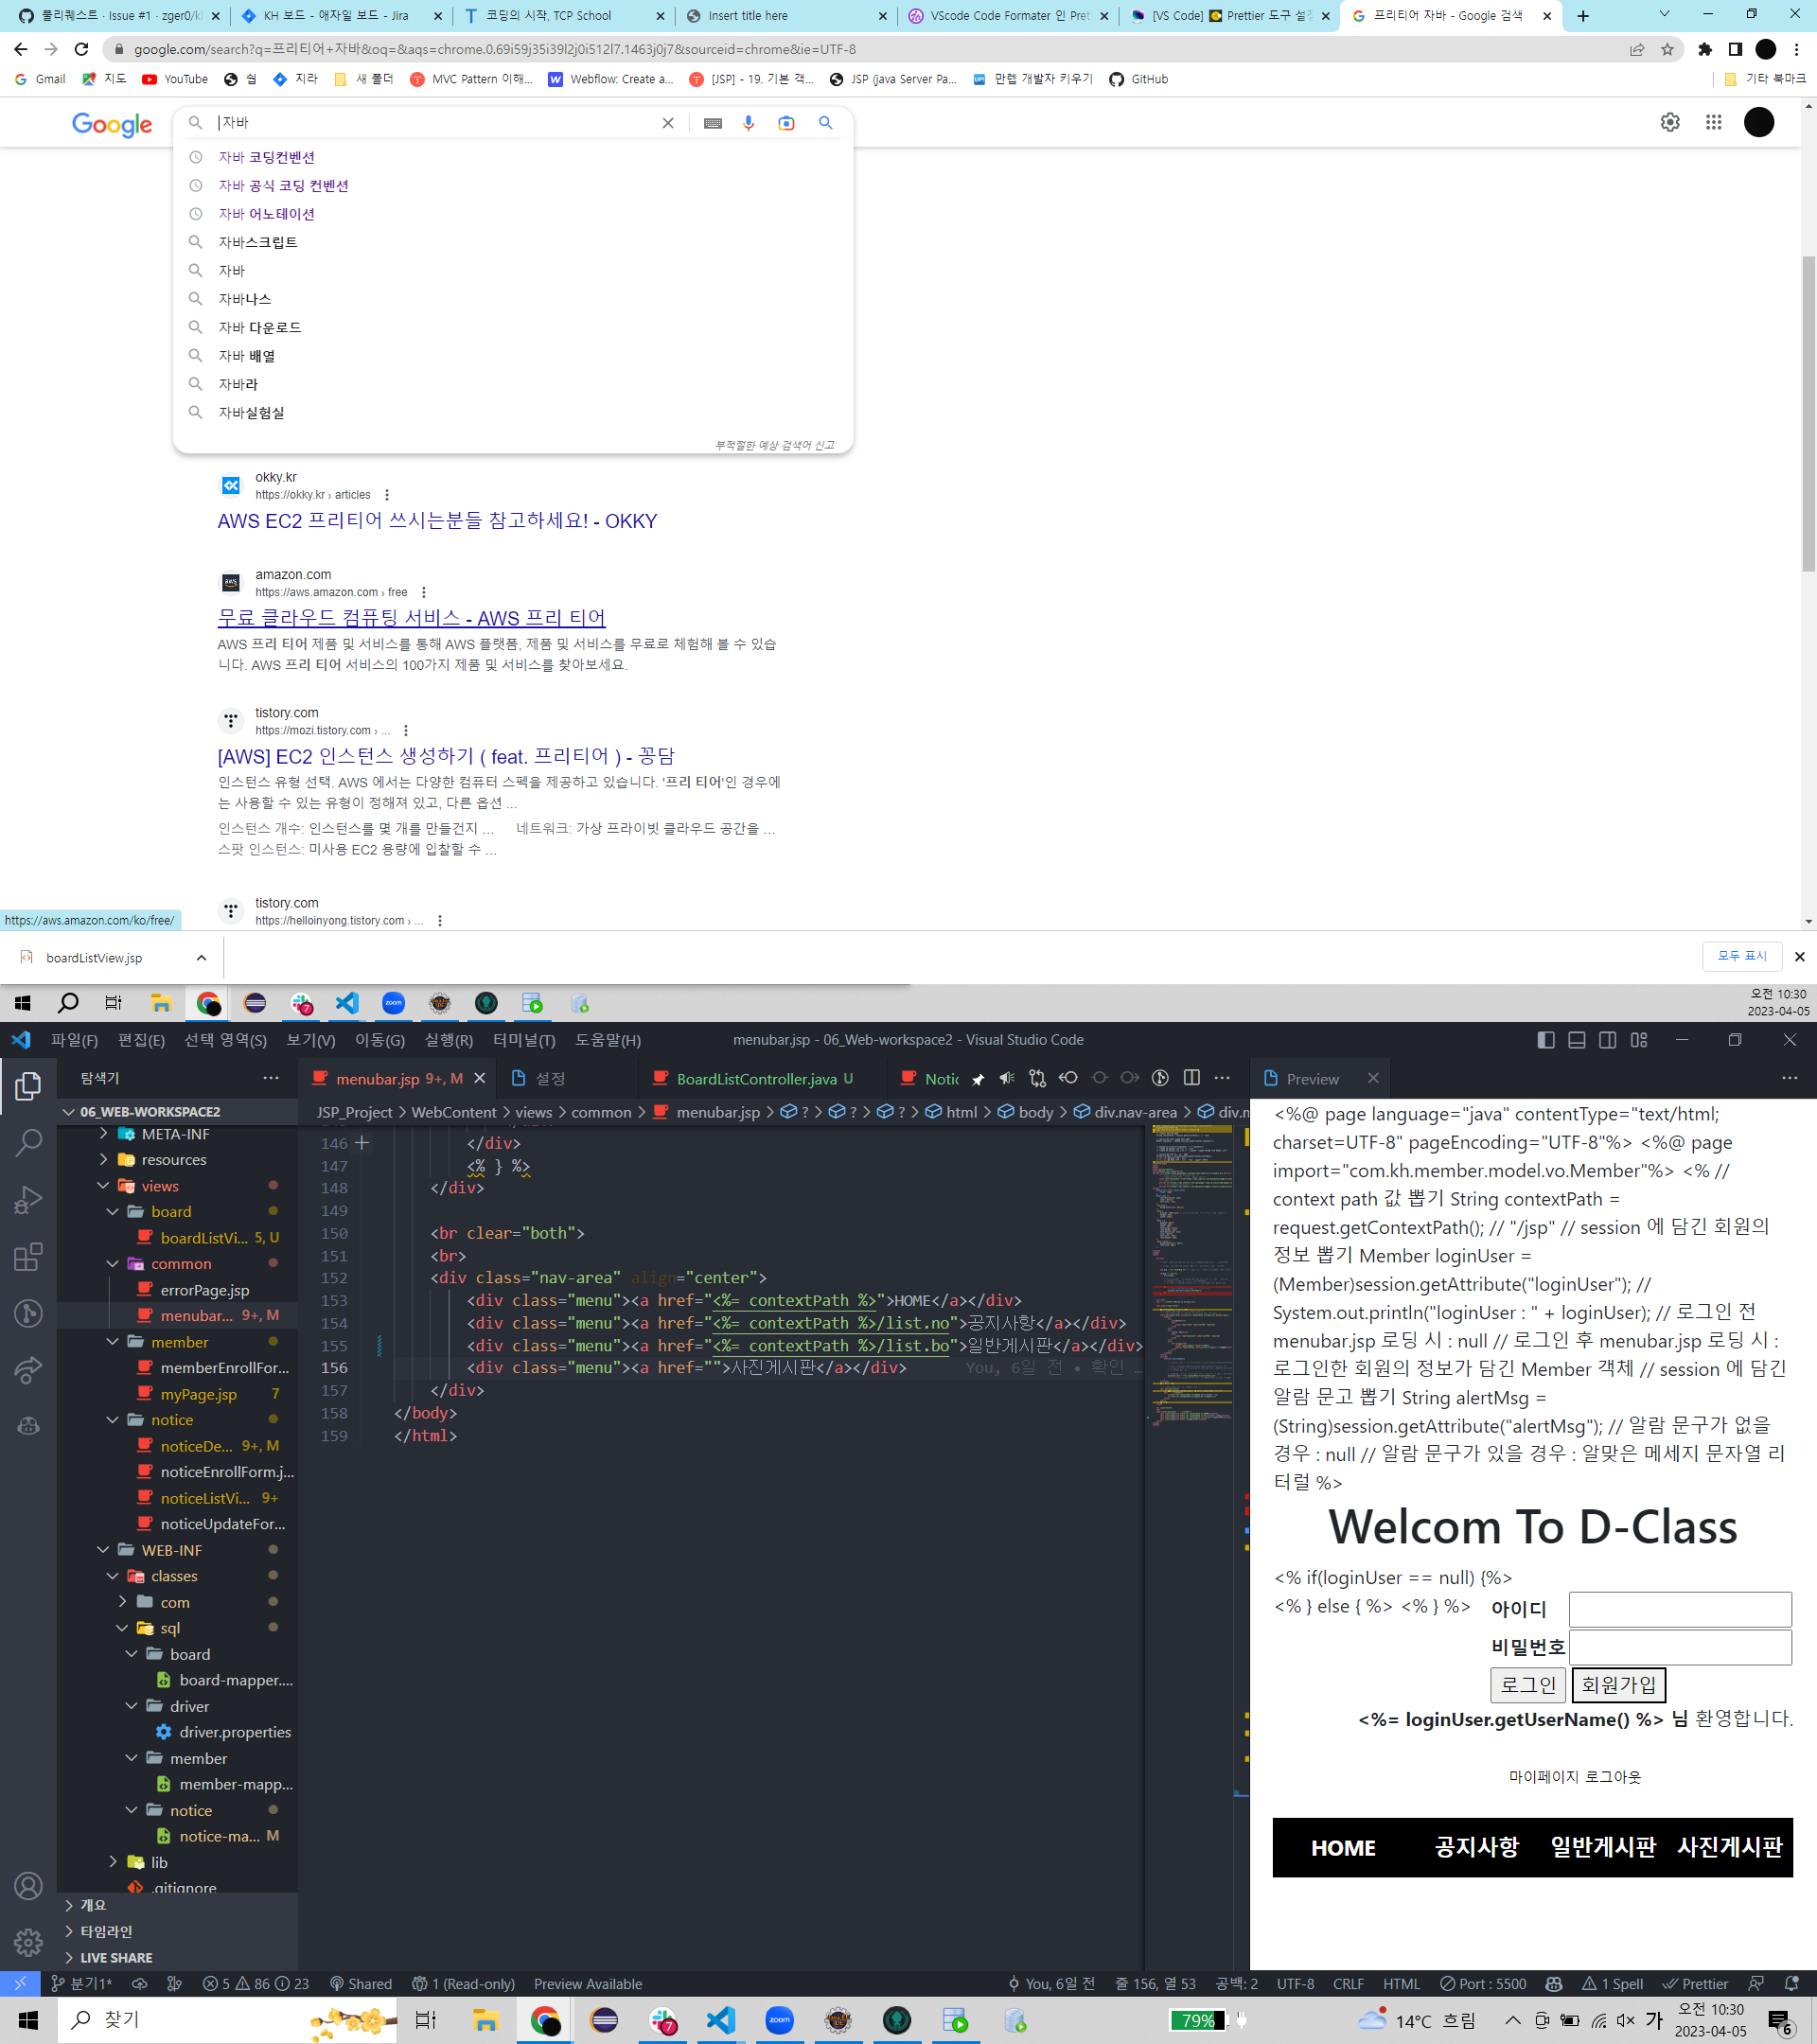 풀리퀘스트 · Issue #1 · zger0/kl
KH 보드 - 애자일 보드 - Jira
코딩의 시작, TCP School
Insert title here
VScode Code Formater 인 Pret
[VS Code] Prettier 도구 설정
프리티어 자바 - Google 검색
google.com/search?q=프리티어+자바&oq=&aqs=chrome.0.69i59j35i39l2j0i512l7.1463j0j7&sourceid=chrome&ie=UTF-8
Gmail 지도 YouTube 쉴 지라 새 폴더 MVC Pattern 이해... Webflow: Create a... [JSP] - 19. 기본 객... JSP (java Server Pa... 만렙 개발자 키우기 GitHub 기타 북마크
Google
자바
자바 코딩컨벤션
자바 공식 코딩 컨벤션
자바 어노테이션
자바스크립트
자바
자바나스
자바 다운로드
자바 배열
자바라
자바실험실
부적절한 예상 검색어 신고
okky.kr
https://okky.kr › articles
AWS EC2 프리티어 쓰시는분들 참고하세요! - OKKY
amazon.com
https://aws.amazon.com › free
무료 클라우드 컴퓨팅 서비스 - AWS 프리 티어
AWS 프리 티어 제품 및 서비스를 통해 AWS 플랫폼, 제품 및 서비스를 무료로 체험해 볼 수 있습
니다. AWS 프리 티어 서비스의 100가지 제품 및 서비스를 찾아보세요.
tistory.com
https://mozi.tistory.com › ...
[AWS] EC2 인스턴스 생성하기 ( feat. 프리티어 ) - 꽁담
인스턴스 유형 선택. AWS 에서는 다양한 컴퓨터 스펙을 제공하고 있습니다. '프리 티어'인 경우에
는 사용할 수 있는 유형이 정해져 있고, 다른 옵션 ...
인스턴스 개수: 인스턴스를 몇 개를 만들건지 ... 네트워크: 가상 프라이빗 클라우드 공간을 ...
스팟 인스턴스: 미사용 EC2 용량에 입찰할 수 ...
tistory.com
https://helloinyong.tistory.com › ...
https://aws.amazon.com/ko/free/
boardListView.jsp
모두 표시
오전 10:30
2023-04-05
파일(F) 편집(E) 선택 영역(S) 보기(V) 이동(G) 실행(R) 터미널(T) 도움말(H)
menubar.jsp - 06_Web-workspace2 - Visual Studio Code
탐색기
06_WEB-WORKSPACE2
META-INF
resources
views
board
boardListVi... 5, U
common
errorPage.jsp
menubar... 9+, M
member
memberEnrollFor...
myPage.jsp 7
notice
noticeDe... 9+, M
noticeEnrollForm.j...
noticeListVi... 9+
noticeUpdateFor...
WEB-INF
classes
com
sql
board
board-mapper....
driver
driver.properties
member
member-mapp...
notice
notice-ma... M
lib
.gitignore
개요
타임라인
LIVE SHARE
menubar.jsp 9+, M
설정
BoardListController.java U
Notic
JSP_Project > WebContent > views > common > menubar.jsp > ? > ? > ? > html > body > div.nav-area > div.m
146 </div>
147 <% } %>
148 </div>
149
150 <br clear="both">
151 <br>
152 <div class="nav-area" align="center">
153 <div class="menu"><a href="<%= contextPath %>">HOME</a></div>
154 <div class="menu"><a href="<%= contextPath %>/list.no">공지사항</a></div>
155 <div class="menu"><a href="<%= contextPath %>/list.bo">일반게시판</a></div>
156 <div class="menu"><a href="">사진게시판</a></div> You, 6일 전 • 확인 ...
157 </div>
158 </body>
159 </html>
Preview
<%@ page language="java" contentType="text/html;
charset=UTF-8" pageEncoding="UTF-8"%> <%@ page
import="com.kh.member.model.vo.Member"%> <% //
context path 값 뽑기 String contextPath =
request.getContextPath(); // "/jsp" // session 에 담긴 회원의
정보 뽑기 Member loginUser =
(Member)session.getAttribute("loginUser"); //
System.out.println("loginUser : " + loginUser); // 로그인 전
menubar.jsp 로딩 시 : null // 로그인 후 menubar.jsp 로딩 시 :
로그인한 회원의 정보가 담긴 Member 객체 // session 에 담긴
알람 문고 뽑기 String alertMsg =
(String)session.getAttribute("alertMsg"); // 알람 문구가 없을
경우 : null // 알람 문구가 있을 경우 : 알맞은 메세지 문자열 리
터럴 %>
Welcom To D-Class
<% if(loginUser == null) {%>
<% } else { %> <% } %>
아이디
비밀번호
로그인 회원가입
<%= loginUser.getUserName() %> 님 환영합니다.
마이페이지 로그아웃
HOME 공지사항 일반게시판 사진게시판
분기1* 5 86 23 Shared 1 (Read-only) Preview Available
You, 6일 전 줄 156, 열 53 공백: 2 UTF-8 CRLF HTML Port : 5500 1 Spell Prettier
찾기
79%
14°C 흐림
가
오전 10:30
2023-04-05
6